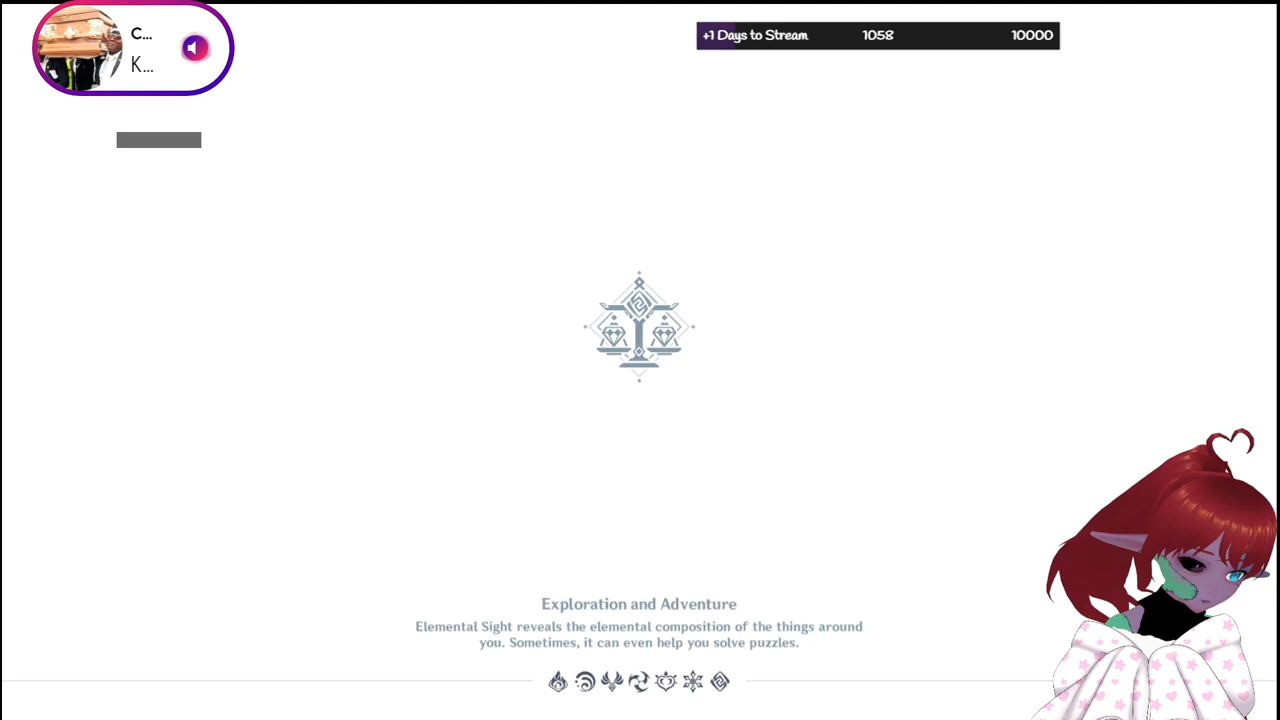 C...
K...
+1 Days to Stream 1058 10000
Exploration and Adventure
Elemental Sight reveals the elemental composition of the things around
you. Sometimes, it can even help you solve puzzles.